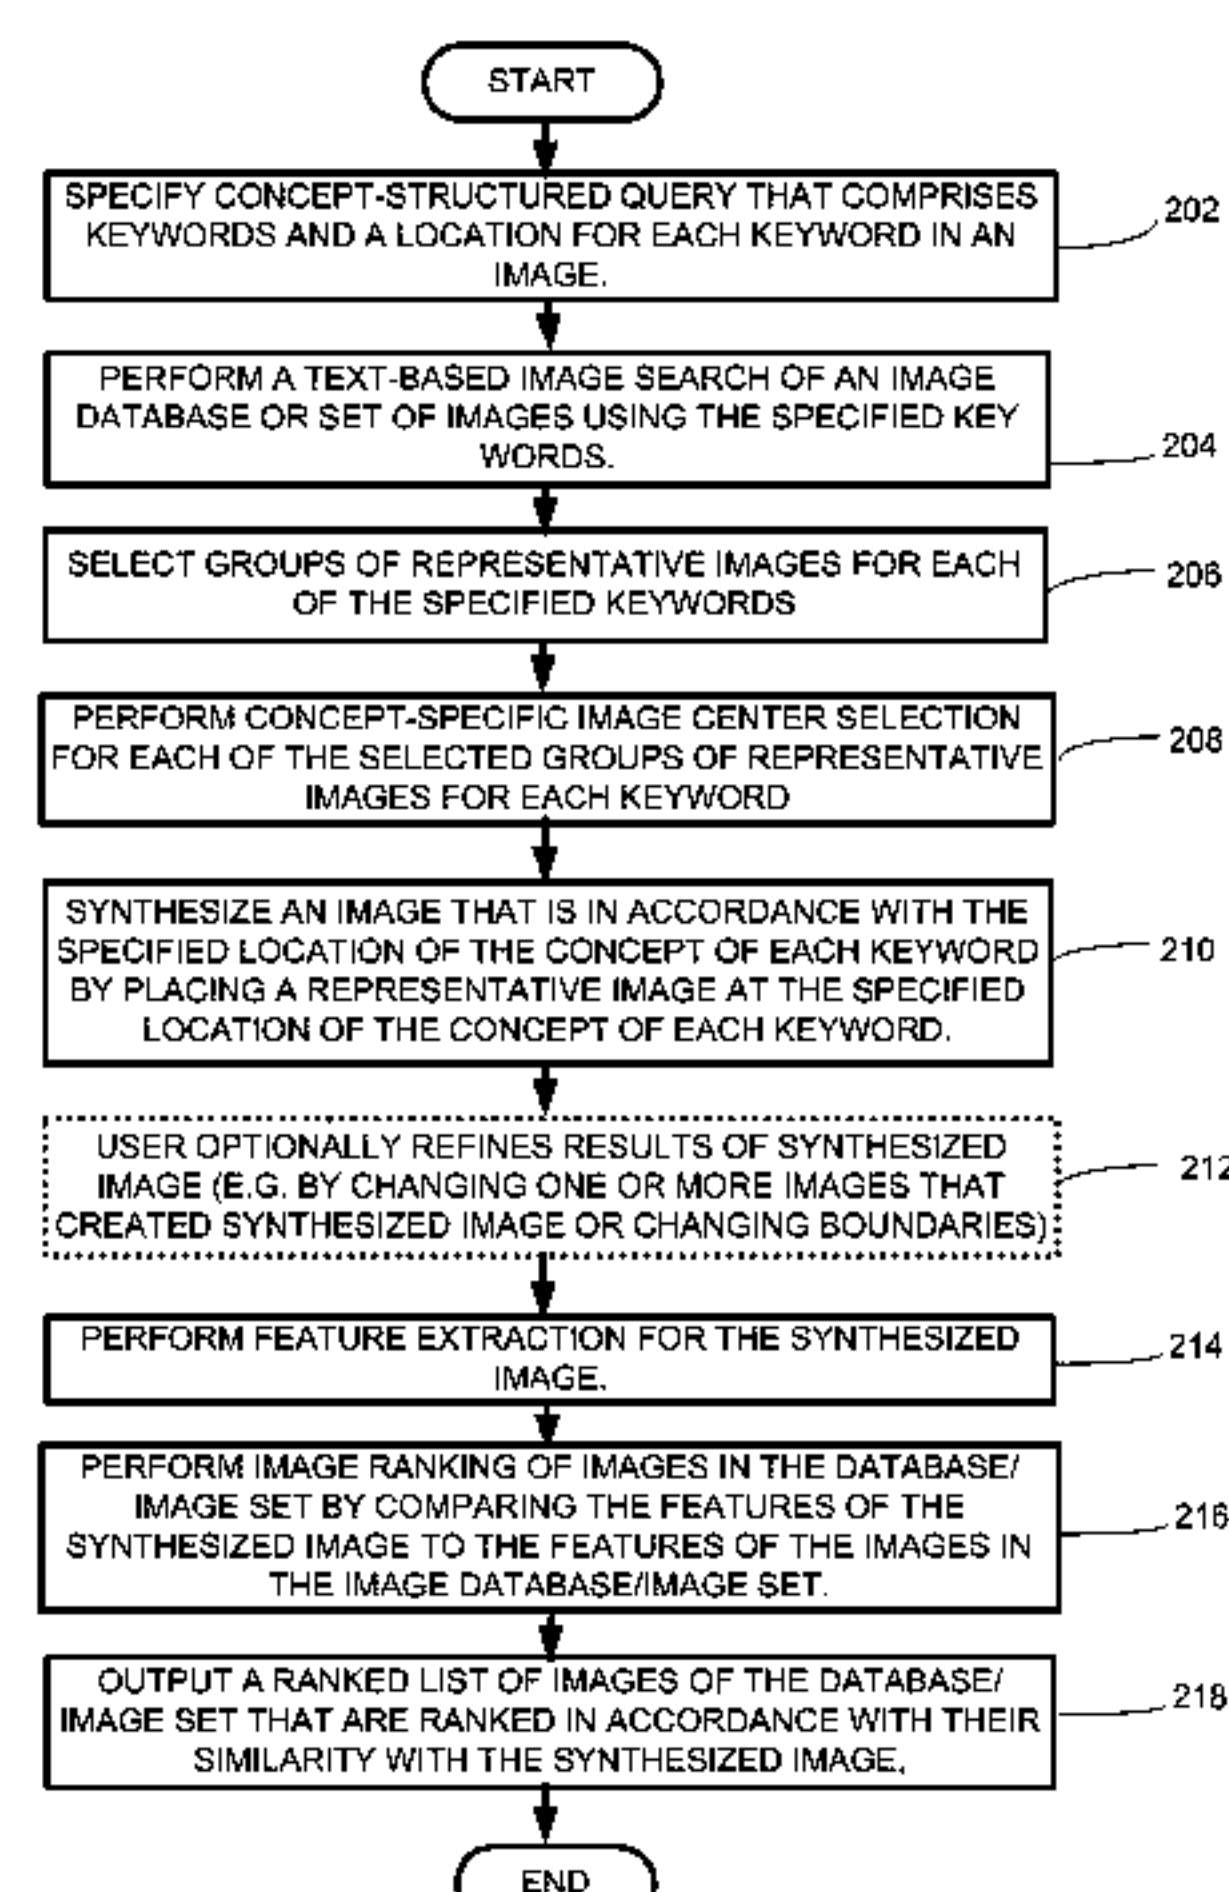 START
SPECIFY CONCEPT-STRUCTURED QUERY THAT COMPRISES
KEYWORDS AND A LOCATION FOR EACH KEYWORD IN AN
IMAGE.
202
PERFORM A TEXT-BASED IMAGE SEARCH OF AN IMAGE
DATABASE OR SET OF IMAGES USING THE SPECIFIED KEY
WORDS.
204
SELECT GROUPS OF REPRESENTATIVE IMAGES FOR EACH
OF THE SPECIFIED KEYWORDS
206
PERFORM CONCEPT-SPECIFIC IMAGE CENTER SELECTION
FOR EACH OF THE SELECTED GROUPS OF REPRESENTATIVE
IMAGES FOR EACH KEYWORD
208
SYNTHESIZE AN IMAGE THAT IS IN ACCORDANCE WITH THE
SPECIFIED LOCATION OF THE CONCEPT OF EACH KEYWORD
BY PLACING A REPRESENTATIVE IMAGE AT THE SPECIFIED
LOCATION OF THE CONCEPT OF EACH KEYWORD.
210
USER OPTIONALLY REFINES RESULTS OF SYNTHESIZED
IMAGE (E.G. BY CHANGING ONE OR MORE IMAGES THAT
CREATED SYNTHESIZED IMAGE OR CHANGING BOUNDARIES)
212
PERFORM FEATURE EXTRACTION FOR THE SYNTHESIZED
IMAGE.
214
PERFORM IMAGE RANKING OF IMAGES IN THE DATABASE/
IMAGE SET BY COMPARING THE FEATURES OF THE
SYNTHESIZED IMAGE TO THE FEATURES OF THE IMAGES IN
THE IMAGE DATABASE/IMAGE SET.
216
OUTPUT A RANKED LIST OF IMAGES OF THE DATABASE/
IMAGE SET THAT ARE RANKED IN ACCORDANCE WITH THEIR
SIMILARITY WITH THE SYNTHESIZED IMAGE.
218
END